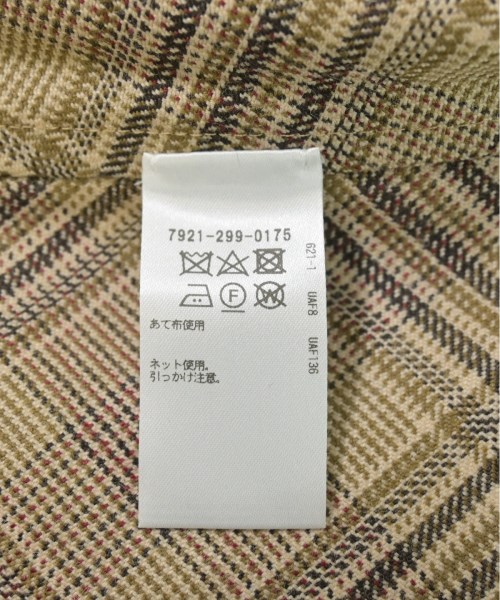 7921-299-0175
F W
あて布使用
ネット使用。
引っかけ注意。
621-1 UAF8 UAF136